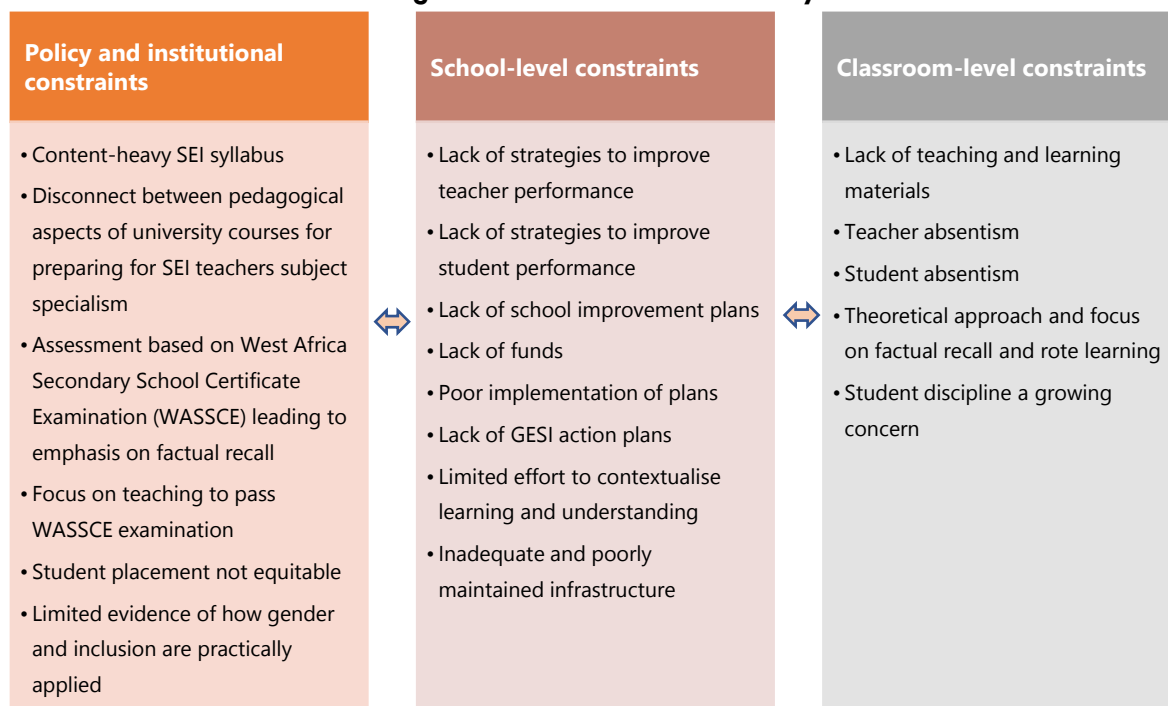 Policy and institutional
constraints
• Content-heavy SEI syllabus
• Disconnect between pedagogical
aspects of university courses for
preparing for SEI teachers subject
specialism
• Assessment based on West Africa
Secondary School Certificate
Examination (WASSCE) leading to
emphasis on factual recall
• Focus on teaching to pass
WASSCE examination
• Student placement not equitable
• Limited evidence of how gender
and inclusion are practically
applied
School-level constraints
• Lack of strategies to improve
teacher performance
• Lack of strategies to improve
student performance
• Lack of school improvement plans
• Lack of funds
• Poor implementation of plans
• Lack of GESI action plans
• Limited effort to contextualise
learning and understanding
• Inadequate and poorly
maintained infrastructure
Classroom-level constraints
• Lack of teaching and learning
materials
• Teacher absentism
• Student absentism
• Theoretical approach and focus
on factual recall and rote learning
• Student discipline a growing
concern